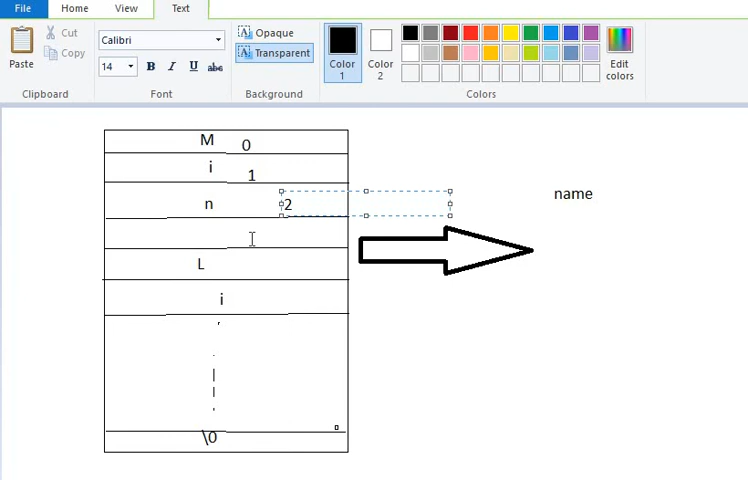 File Home View Text
Cut
Copy
Paste
Clipboard
Calibri
14 B I U abc
Font
Opaque
Transparent
Background
Color 1
Color 2
Edit colors
Colors
M 0
i 1
n 2
name
L
i
\0